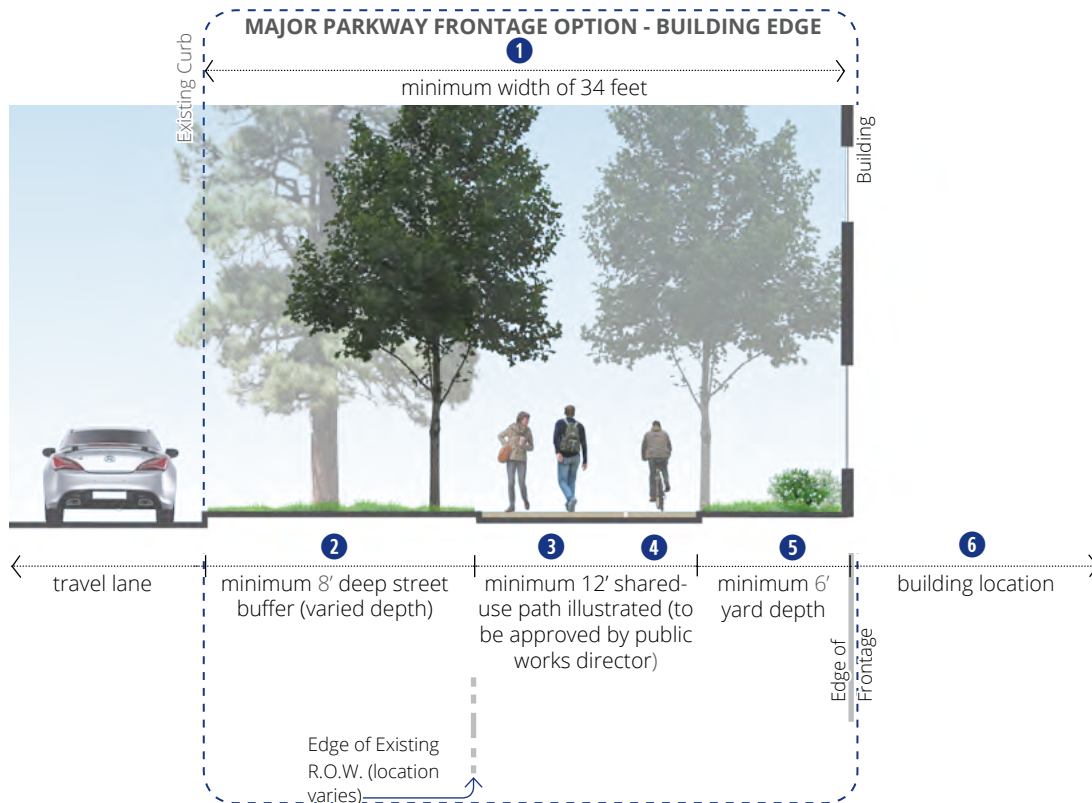 MAJOR PARKWAY FRONTAGE OPTION - BUILDING EDGE
1
minimum width of 34 feet
Existing Curb
Building
2
3
4
5
6
travel lane
minimum 8’ deep street
buffer (varied depth)
minimum 12’ shared-
use path illustrated (to
be approved by public
works director)
minimum 6’
yard depth
building location
Edge of
Frontage
Edge of Existing
R.O.W. (location
varies)